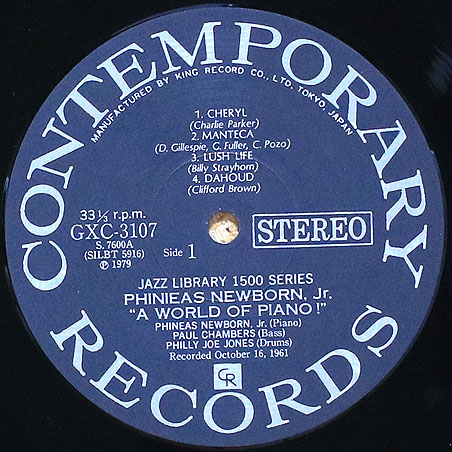 CONTEMPORARY
MANUFACTURED BY KING RECORD CO., LTD. TOKYO, JAPAN
1. CHERYL
(Charlie Parker)
2. MANTECA
(D. Gillespie, G. Fuller, C. Pozo)
3. LUSH LIFE
(Billy Strayhorn)
4. DAHOUD
(Clifford Brown)
33 1/3 r.p.m.
GXC-3107
S. 7600A
(SILBT 5916)
Ⓟ 1979
Side 1
STEREO
JAZZ LIBRARY 1500 SERIES
PHINIEAS NEWBORN, Jr.
"A WORLD OF PIANO!"
PHINEAS NEWBORN, Jr. (Piano)
PAUL CHAMBERS (Bass)
PHILLY JOE JONES (Drums)
Recorded October 16, 1961
CR
RECORDS